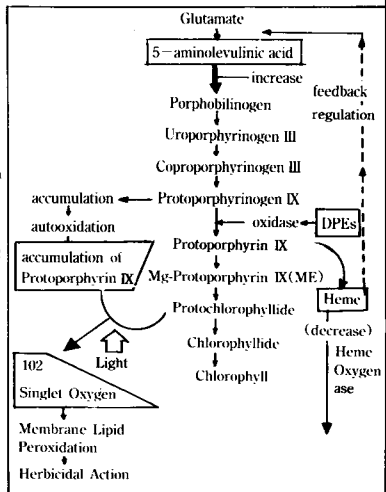 Glutamate
5-aminolevulinic acid
increase
feedback
regulation
Porphobilinogen
Uroporphyrinogen III
Coproporphyrinogen III
accumulation
Protoporphyrinogen IX
autooxidation
oxidase
DPEs
accumulation of
Protoporphyrin IX
Protoporphyrin IX
Mg-Protoporphyrin IX(ME)
Heme
Protochlorophyllide
(decrease)
Light
Chlorophyllide
Heme
Oxygen
ase
102
Singlet Oxygen
Chlorophyll
Membrane Lipid
Peroxidation
Herbicidal Action